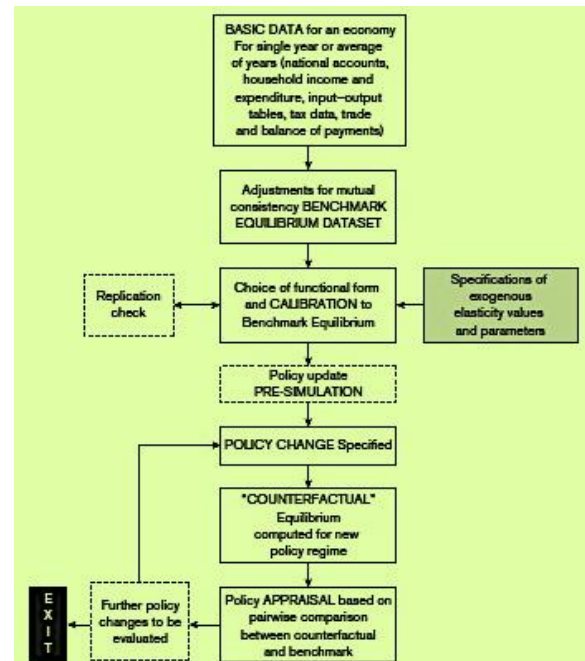 BASIC DATA for an economy
For single year or average
of years (national accounts,
household income and
expenditure, input–output
tables, tax data, trade
and balance of payments)
Adjustments for mutual
consistency BENCHMARK
EQUILIBRIUM DATASET
Replication
check
Choice of functional form
and CALIBRATION to
Benchmark Equilibrium
Specifications of
exogenous
elasticity values
and parameters
Policy update
PRE-SIMULATION
POLICY CHANGE Specified
"COUNTERFACTUAL"
Equilibrium
computed for new
policy regime
EXIT
Further policy
changes to be
evaluated
Policy APPRAISAL based on
pairwise comparison
between counterfactual
and benchmark